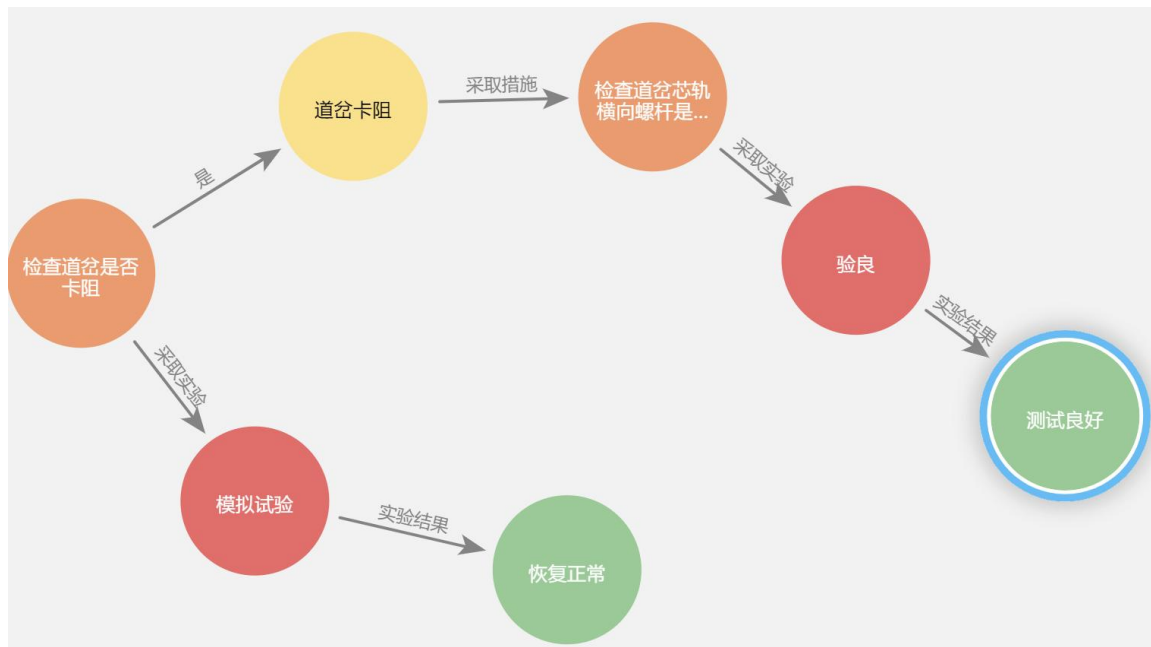 道岔卡阻
采取措施
检查道岔芯轨
横向螺杆是...
是
采取实验
检查道岔是否
卡阻
验良
采取实验
实验结果
测试良好
模拟试验
实验结果
恢复正常